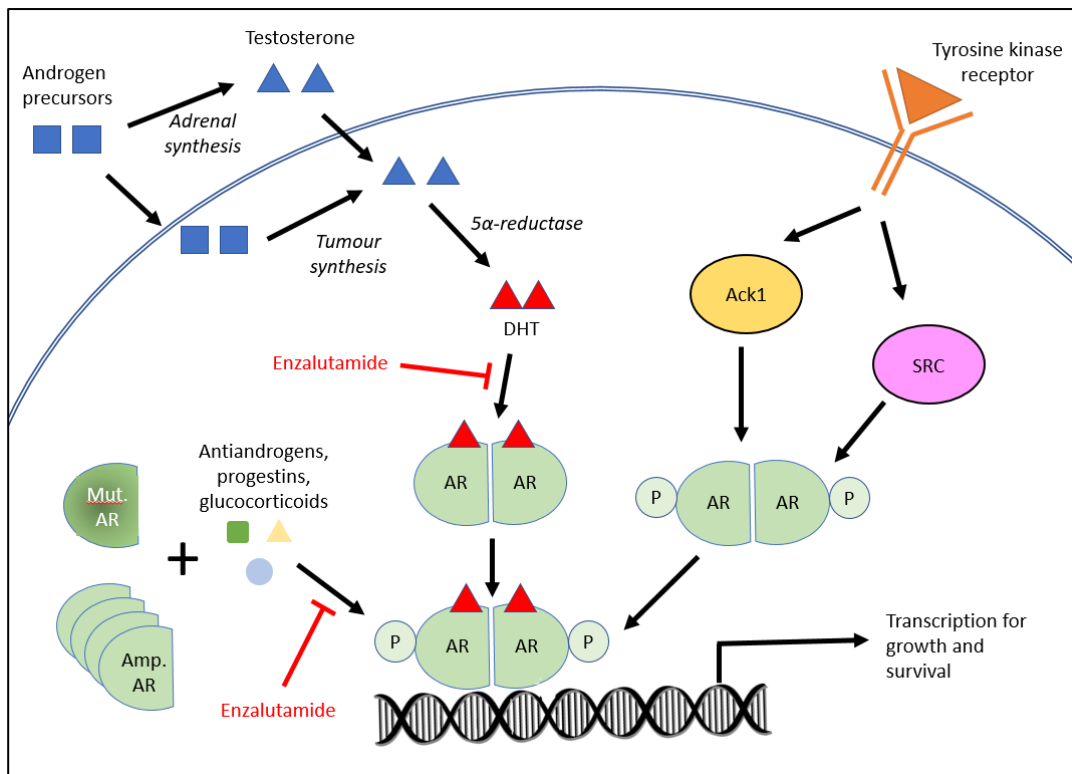 Testosterone
Androgen
precursors
Adrenal
synthesis
Tyrosine kinase
receptor
Tumour
synthesis
5α-reductase
DHT
Ack1
SRC
Enzalutamide
Antiandrogens,
progestins,
glucocorticoids
Mut.
AR
AR
AR
P
AR
AR
P
Amp.
AR
P
AR
AR
P
Enzalutamide
Transcription for
growth and
survival